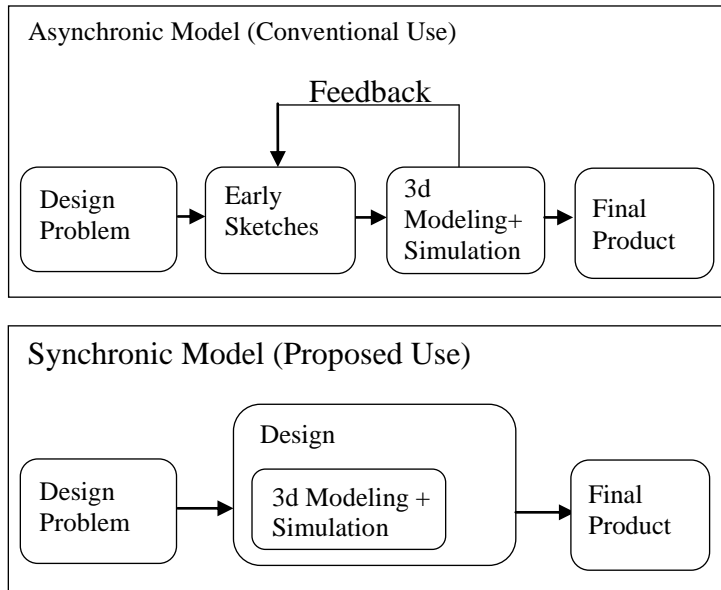 Asynchronic Model (Conventional Use)
Feedback
Design
Problem
Early
Sketches
3d
Modeling+
Simulation
Final
Product
Synchronic Model (Proposed Use)
Design
Problem
Design
3d Modeling +
Simulation
Final
Product